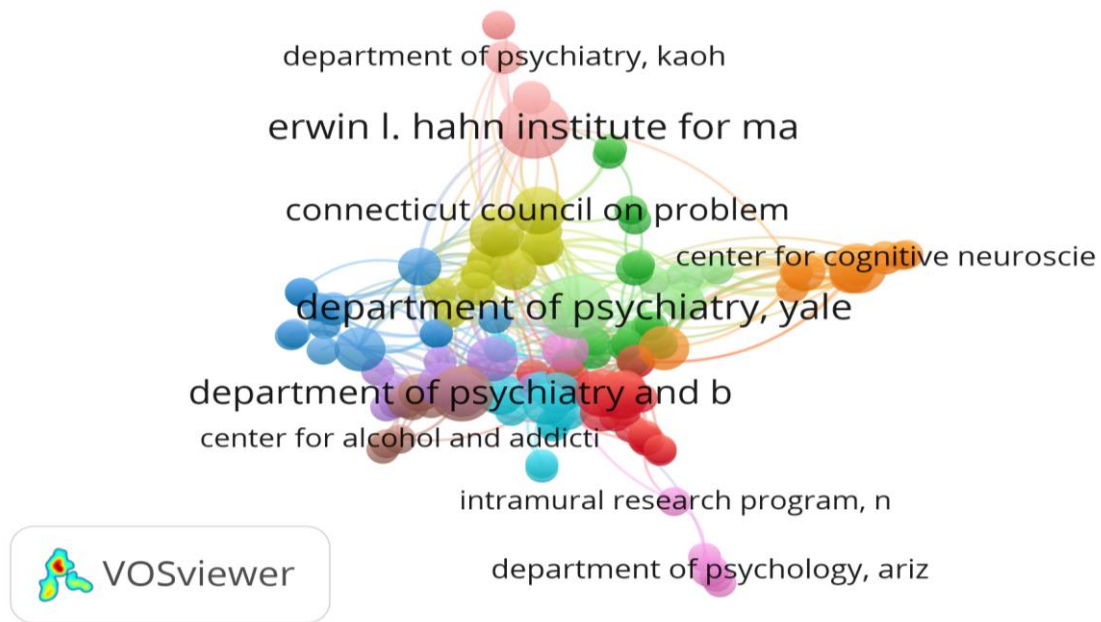 department of psychiatry, kaoh
erwin l. hahn institute for ma
connecticut council on problem
center for cognitive neuroscie
department of psychiatry, yale
department of psychiatry and b
center for alcohol and addicti
intramural research program, n
department of psychology, ariz
VOSviewer